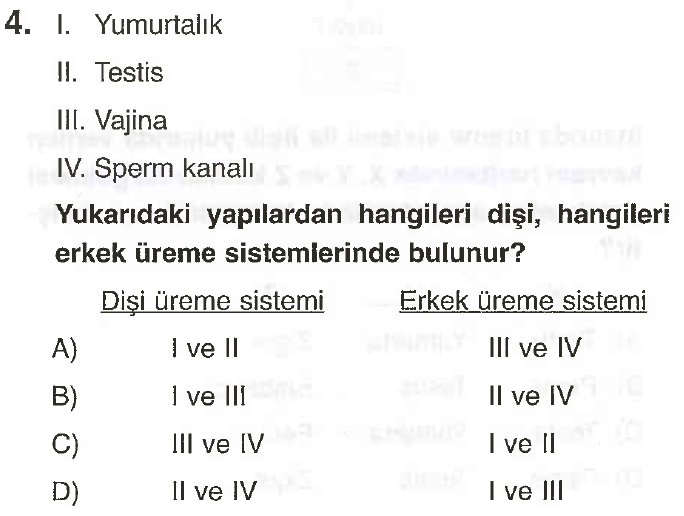 4. I. Yumurtalık
II. Testis
III. Vajina
IV. Sperm kanalı
Yukarıdaki yapılardan hangileri dişi, hangileri
erkek üreme sistemlerinde bulunur?
Dişi üreme sistemi Erkek üreme sistemi
A) I ve II III ve IV
B) I ve III II ve IV
C) III ve IV I ve II
D) II ve IV I ve III